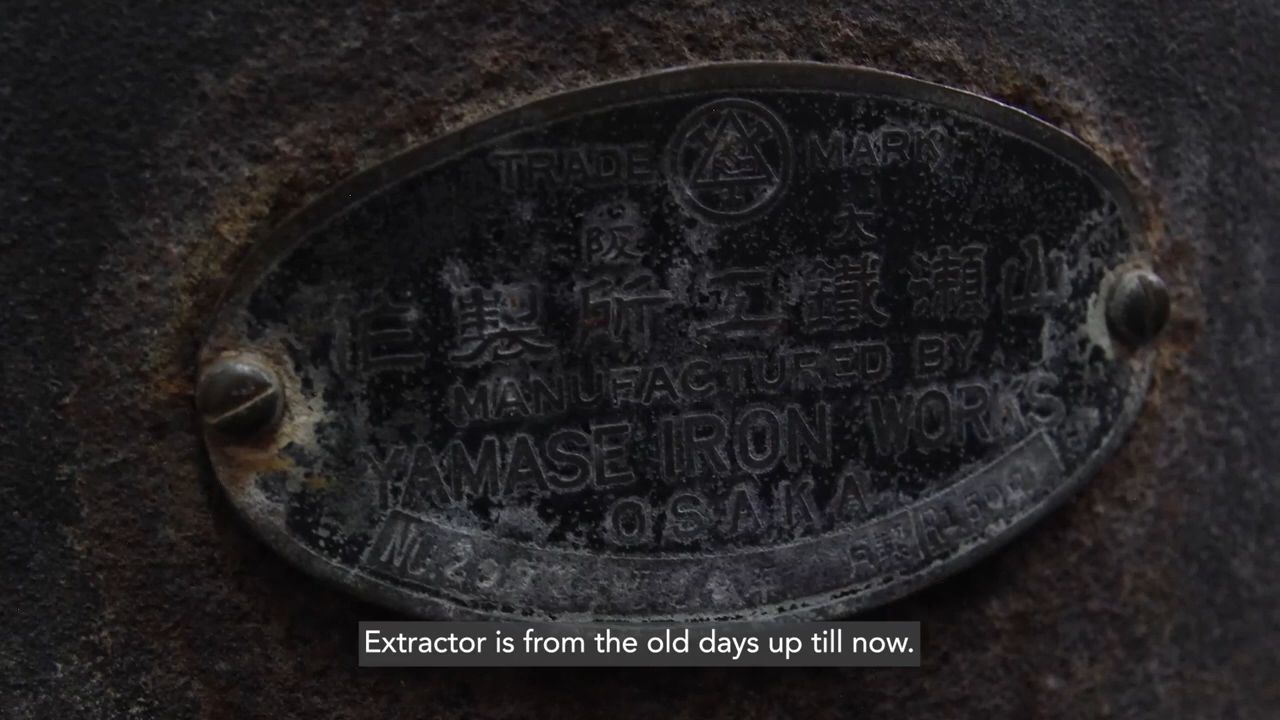 TRADE MARK
大阪
山瀬鐵工所製作
MANUFACTURED BY
YAMASE IRON WORKS
OSAKA
Extractor is from the old days up till now.